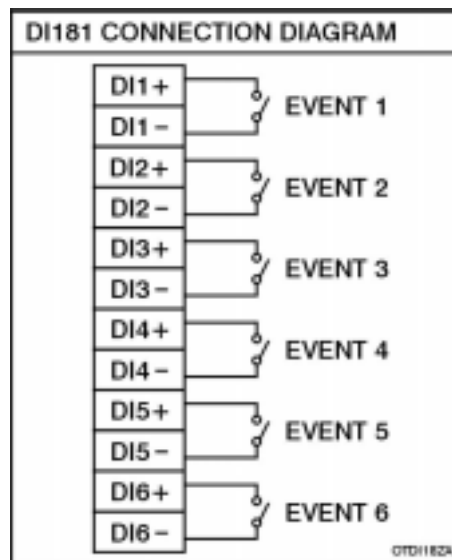 DI181 CONNECTION DIAGRAM
DI1+
EVENT 1
DI1−
DI2+
EVENT 2
DI2−
DI3+
EVENT 3
DI3−
DI4+
EVENT 4
DI4−
DI5+
EVENT 5
DI5−
DI6+
EVENT 6
DI6−